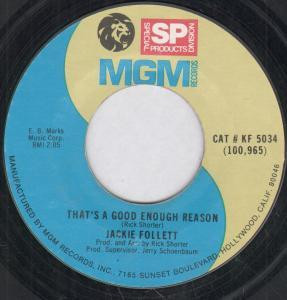 SP
SPECIAL
PRODUCTS
DIVISION
MGM
RECORDS
E. B. Marks
Music Corp.
BMI 2:05
CAT # KF 5034
(100,965)
THAT'S A GOOD ENOUGH REASON
(Rick Shorter)
JACKIE FOLLETT
Prod. and Arr. by Rick Shorter
Prod. Supervisor, Jerry Schoenbaum
MANUFACTURED BY MGM RECORDS, INC., 7165 SUNSET BOULEVARD, HOLLYWOOD, CALIF. 90046